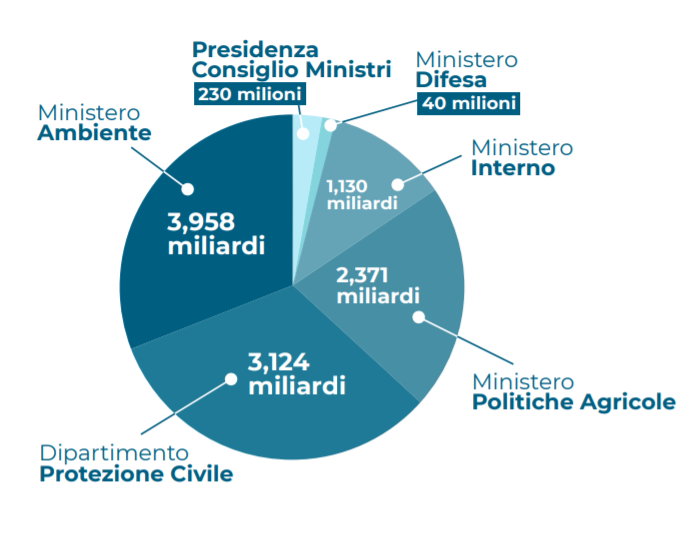 Presidenza
Consiglio Ministri
230 milioni
Ministero
Difesa
40 milioni
Ministero
Ambiente
Ministero
Interno
1,130
miliardi
3,958
miliardi
2,371
miliardi
3,124
miliardi
Ministero
Politiche Agricole
Dipartimento
Protezione Civile